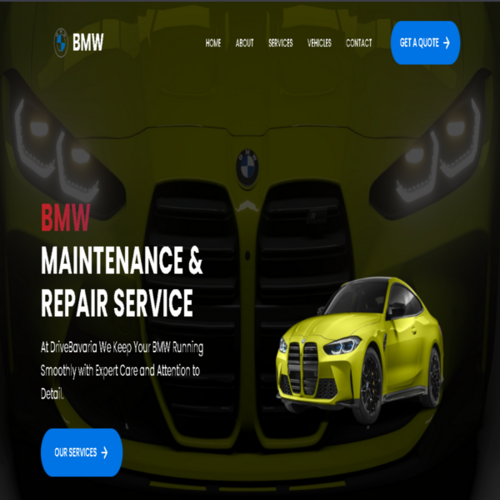 BMW
HOME ABOUT SERVICES VEHICLES CONTACT GET A QUOTE →
BMW
MAINTENANCE &
REPAIR SERVICE
At DriveBavaria We Keep Your BMW Running
Smoothly with Expert Care and Attention to
Detail.
OUR SERVICES →